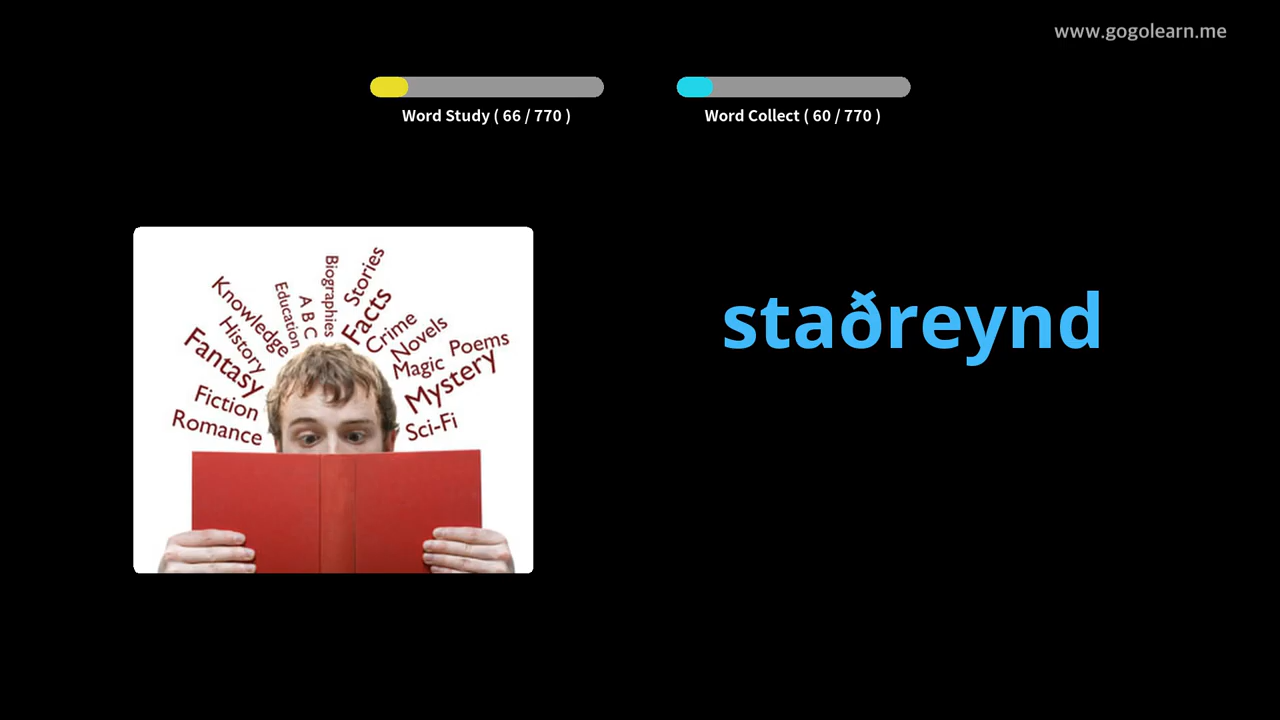 www.gogolearn.me
Word Study ( 66 / 770 )
Word Collect ( 60 / 770 )
staðreynd
Knowledge
Education
A B C
Biographies
Stories
Facts
Crime
Novels
Poems
Magic
Mystery
Sci-Fi
History
Fantasy
Fiction
Romance